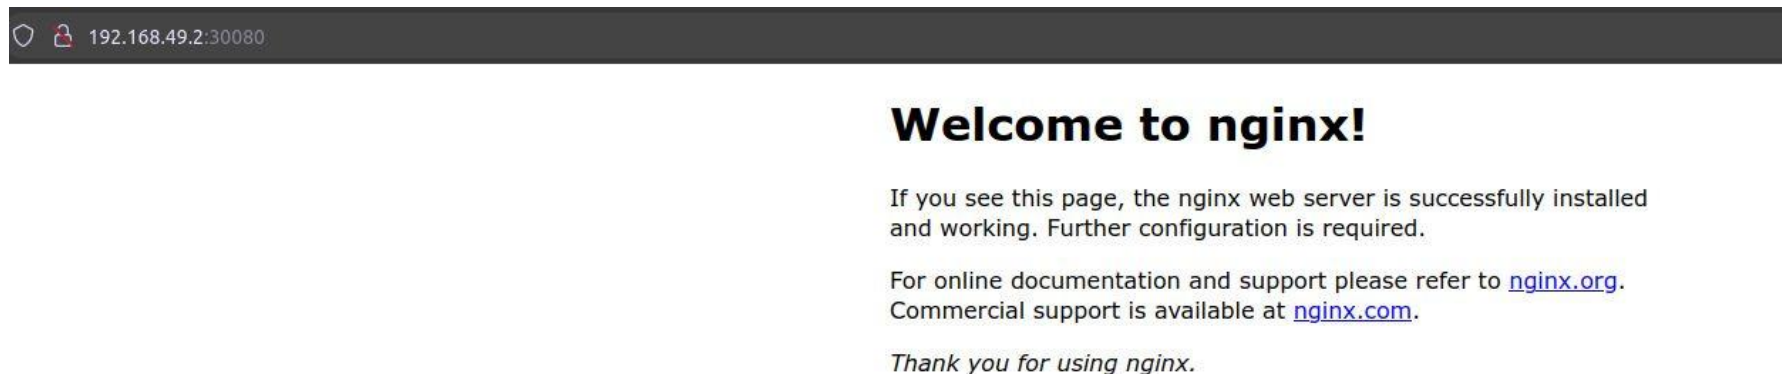 192.168.49.2:30080
Welcome to nginx!
If you see this page, the nginx web server is successfully installed
and working. Further configuration is required.
For online documentation and support please refer to nginx.org.
Commercial support is available at nginx.com.
Thank you for using nginx.